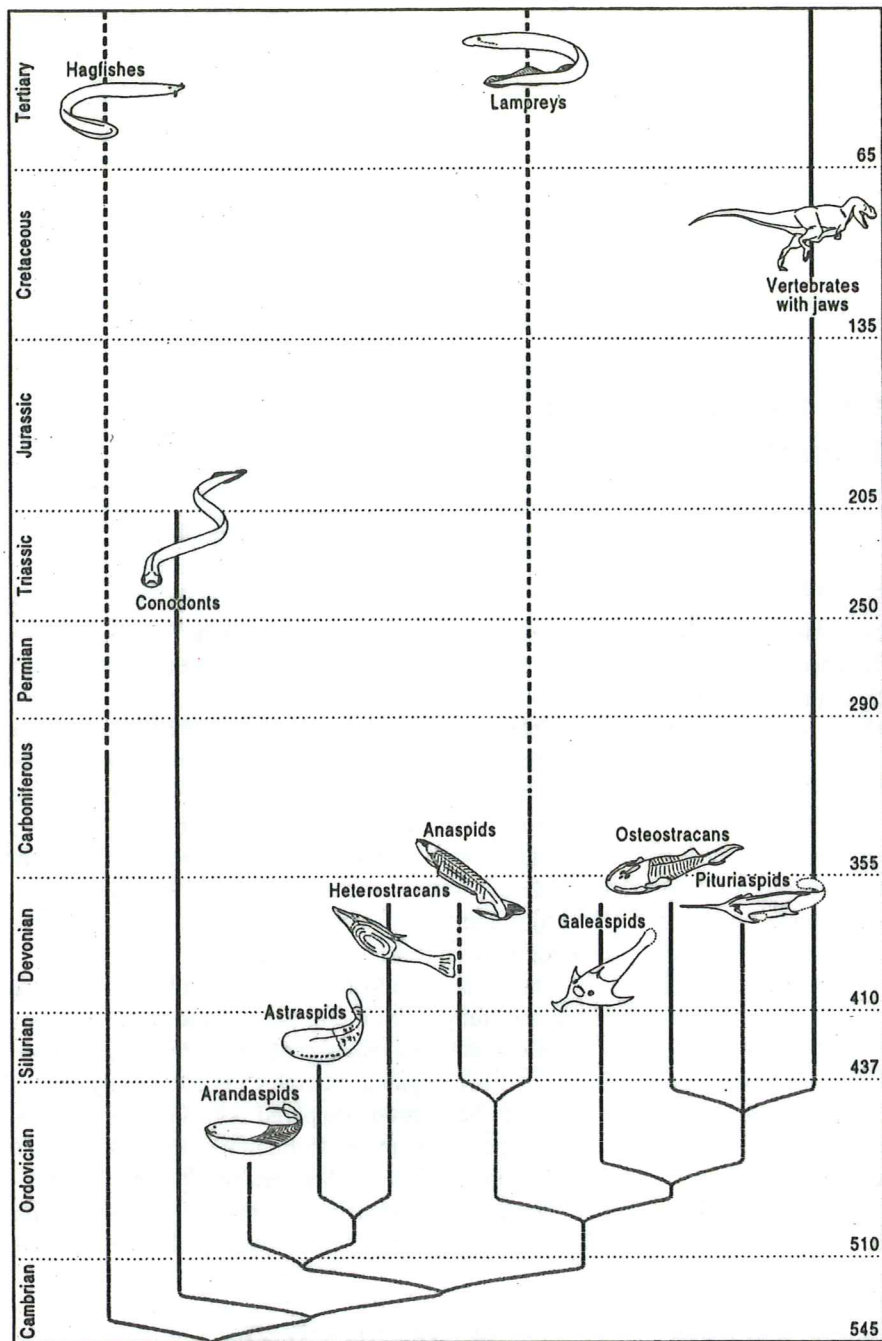 Tertiary
Hagfishes
Lampreys
65
Cretaceous
Vertebrates
with jaws
135
Jurassic
205
Triassic
Conodonts
250
Permian
290
Carboniferous
Anaspids
Osteostracans
355
Pituriaspids
Heterostracans
Devonian
Galeaspids
410
Silurian
Astraspids
437
Arandaspids
Ordovician
510
Cambrian
545